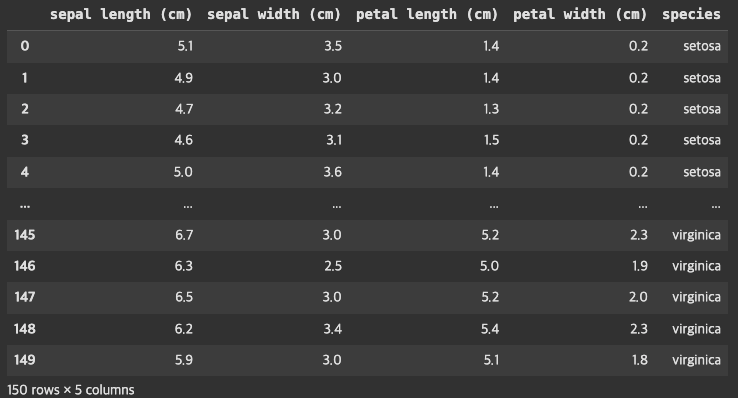 sepal length (cm) sepal width (cm) petal length (cm) petal width (cm) species
0 5.1 3.5 1.4 0.2 setosa
1 4.9 3.0 1.4 0.2 setosa
2 4.7 3.2 1.3 0.2 setosa
3 4.6 3.1 1.5 0.2 setosa
4 5.0 3.6 1.4 0.2 setosa
... ... ... ... ... ...
145 6.7 3.0 5.2 2.3 virginica
146 6.3 2.5 5.0 1.9 virginica
147 6.5 3.0 5.2 2.0 virginica
148 6.2 3.4 5.4 2.3 virginica
149 5.9 3.0 5.1 1.8 virginica
150 rows × 5 columns